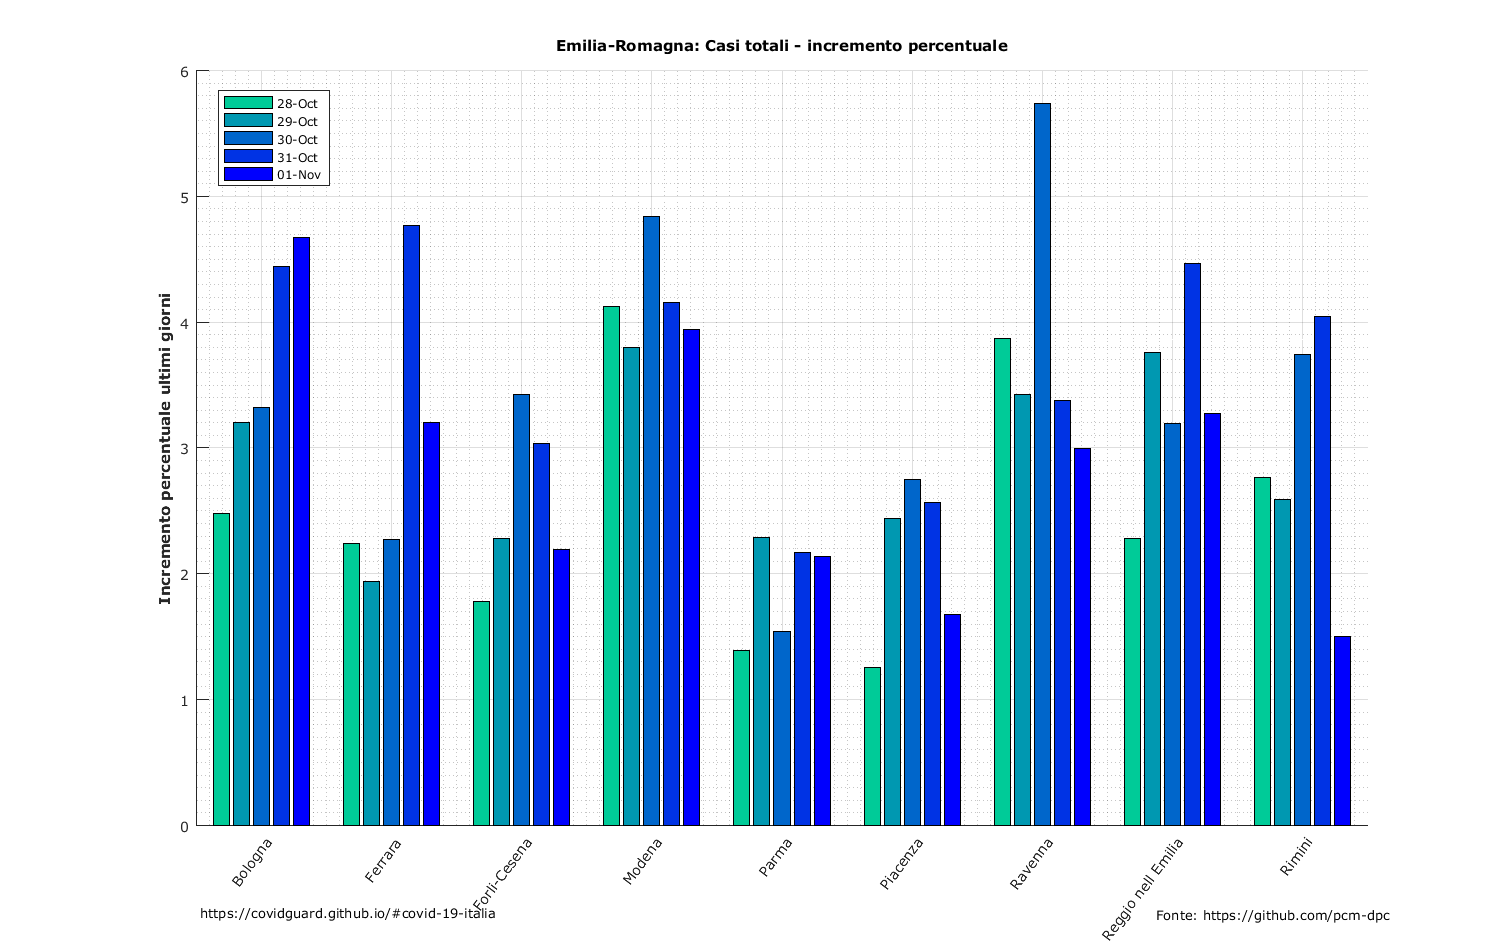 Emilia-Romagna: Casi totali - incremento percentuale
28-Oct
29-Oct
30-Oct
31-Oct
01-Nov
Incremento percentuale ultimi giorni
6
5
4
3
2
1
0
Bologna
Ferrara
Forlì-Cesena
Modena
Parma
Piacenza
Ravenna
Reggio nell Emilia
Rimini
https://covidguard.github.io/#covid-19-italia
Fonte: https://github.com/pcm-dpc